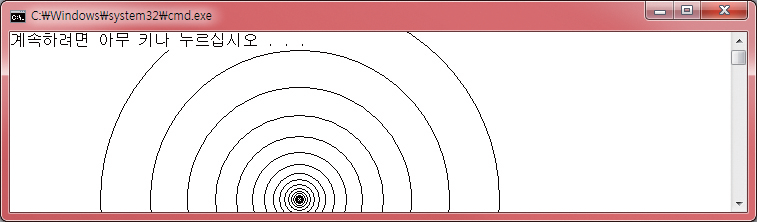 C:₩Windows₩system32₩cmd.exe
계속하려면 아무 키나 누르십시오 . . .